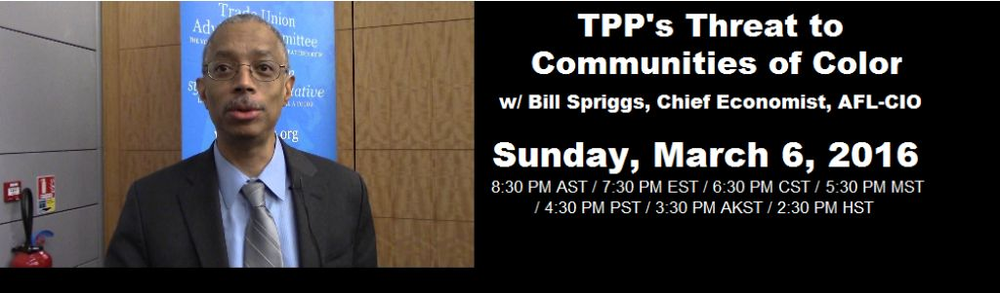 Trade Union
Committee
.org
TPP's Threat to
Communities of Color
w/ Bill Spriggs, Chief Economist, AFL-CIO
Sunday, March 6, 2016
8:30 PM AST / 7:30 PM EST / 6:30 PM CST / 5:30 PM MST
/ 4:30 PM PST / 3:30 PM AKST / 2:30 PM HST